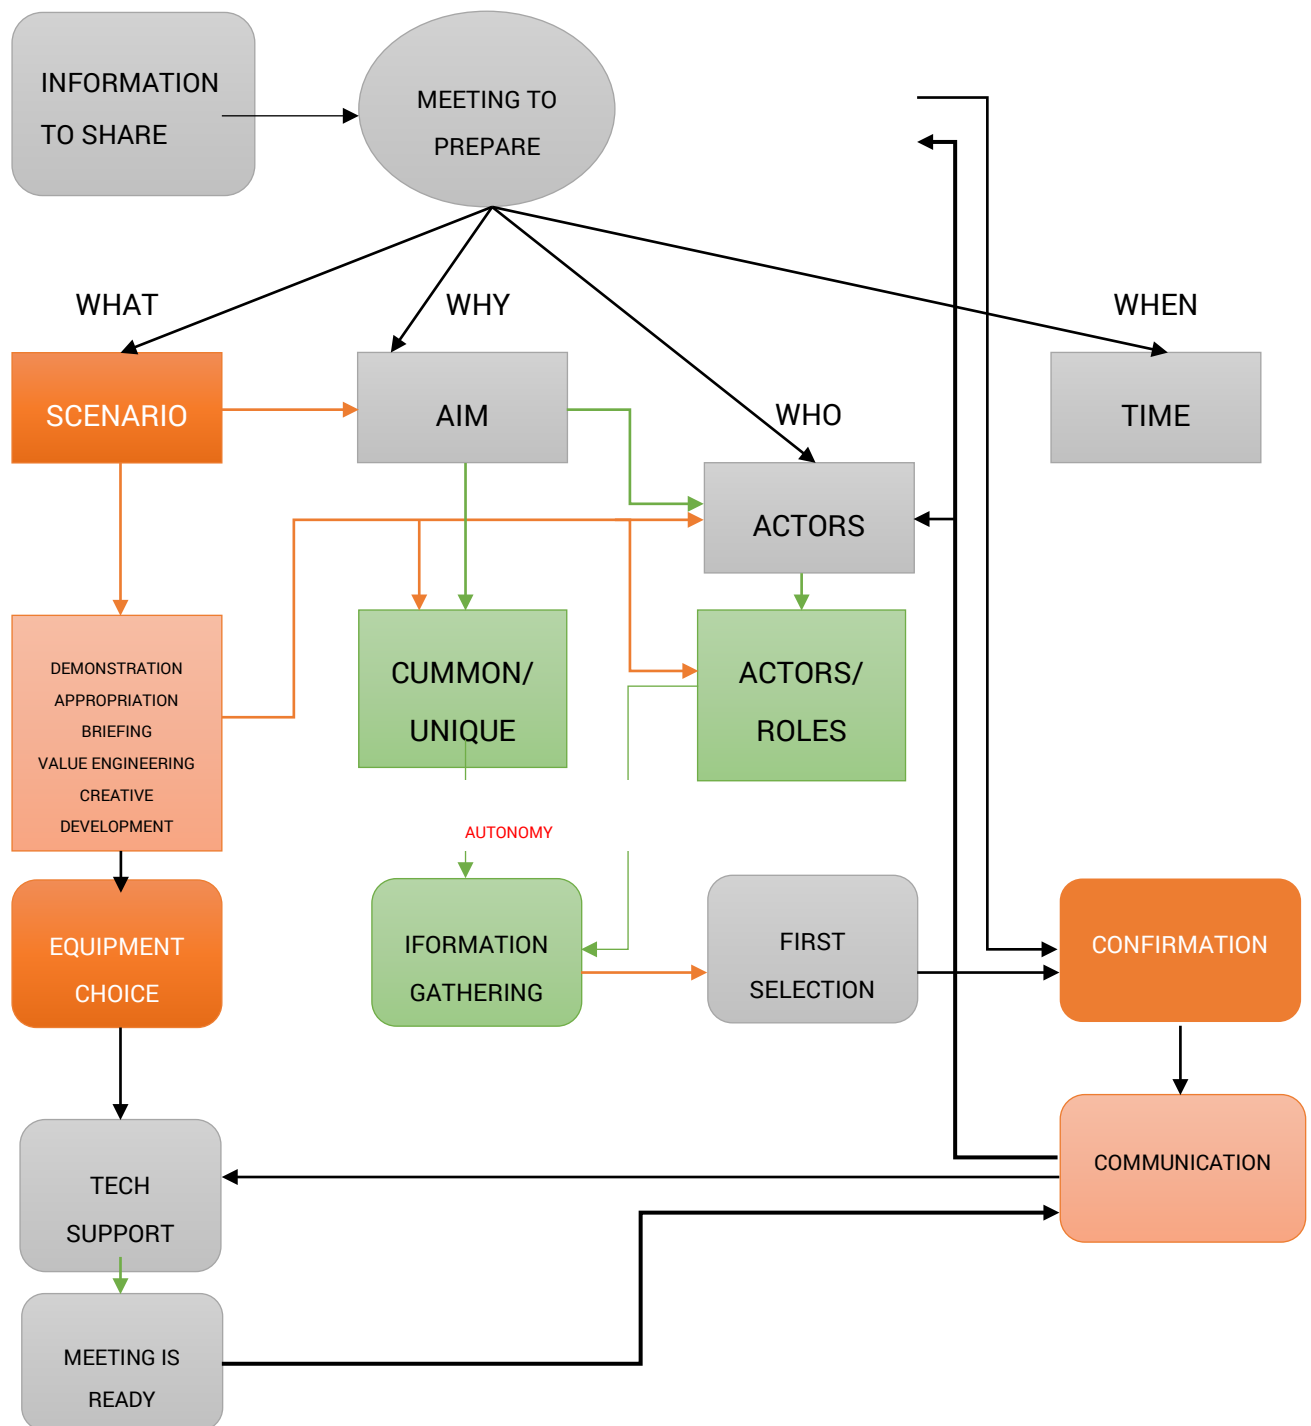 INFORMATION
TO SHARE
MEETING TO
PREPARE
WHAT
WHY
WHEN
SCENARIO
AIM
WHO
TIME
ACTORS
DEMONSTRATION
APPROPRIATION
BRIEFING
VALUE ENGINEERING
CREATIVE
DEVELOPMENT
CUMMON/
UNIQUE
ACTORS/
ROLES
AUTONOMY
EQUIPMENT
CHOICE
IFORMATION
GATHERING
FIRST
SELECTION
CONFIRMATION
TECH
SUPPORT
COMMUNICATION
MEETING IS
READY